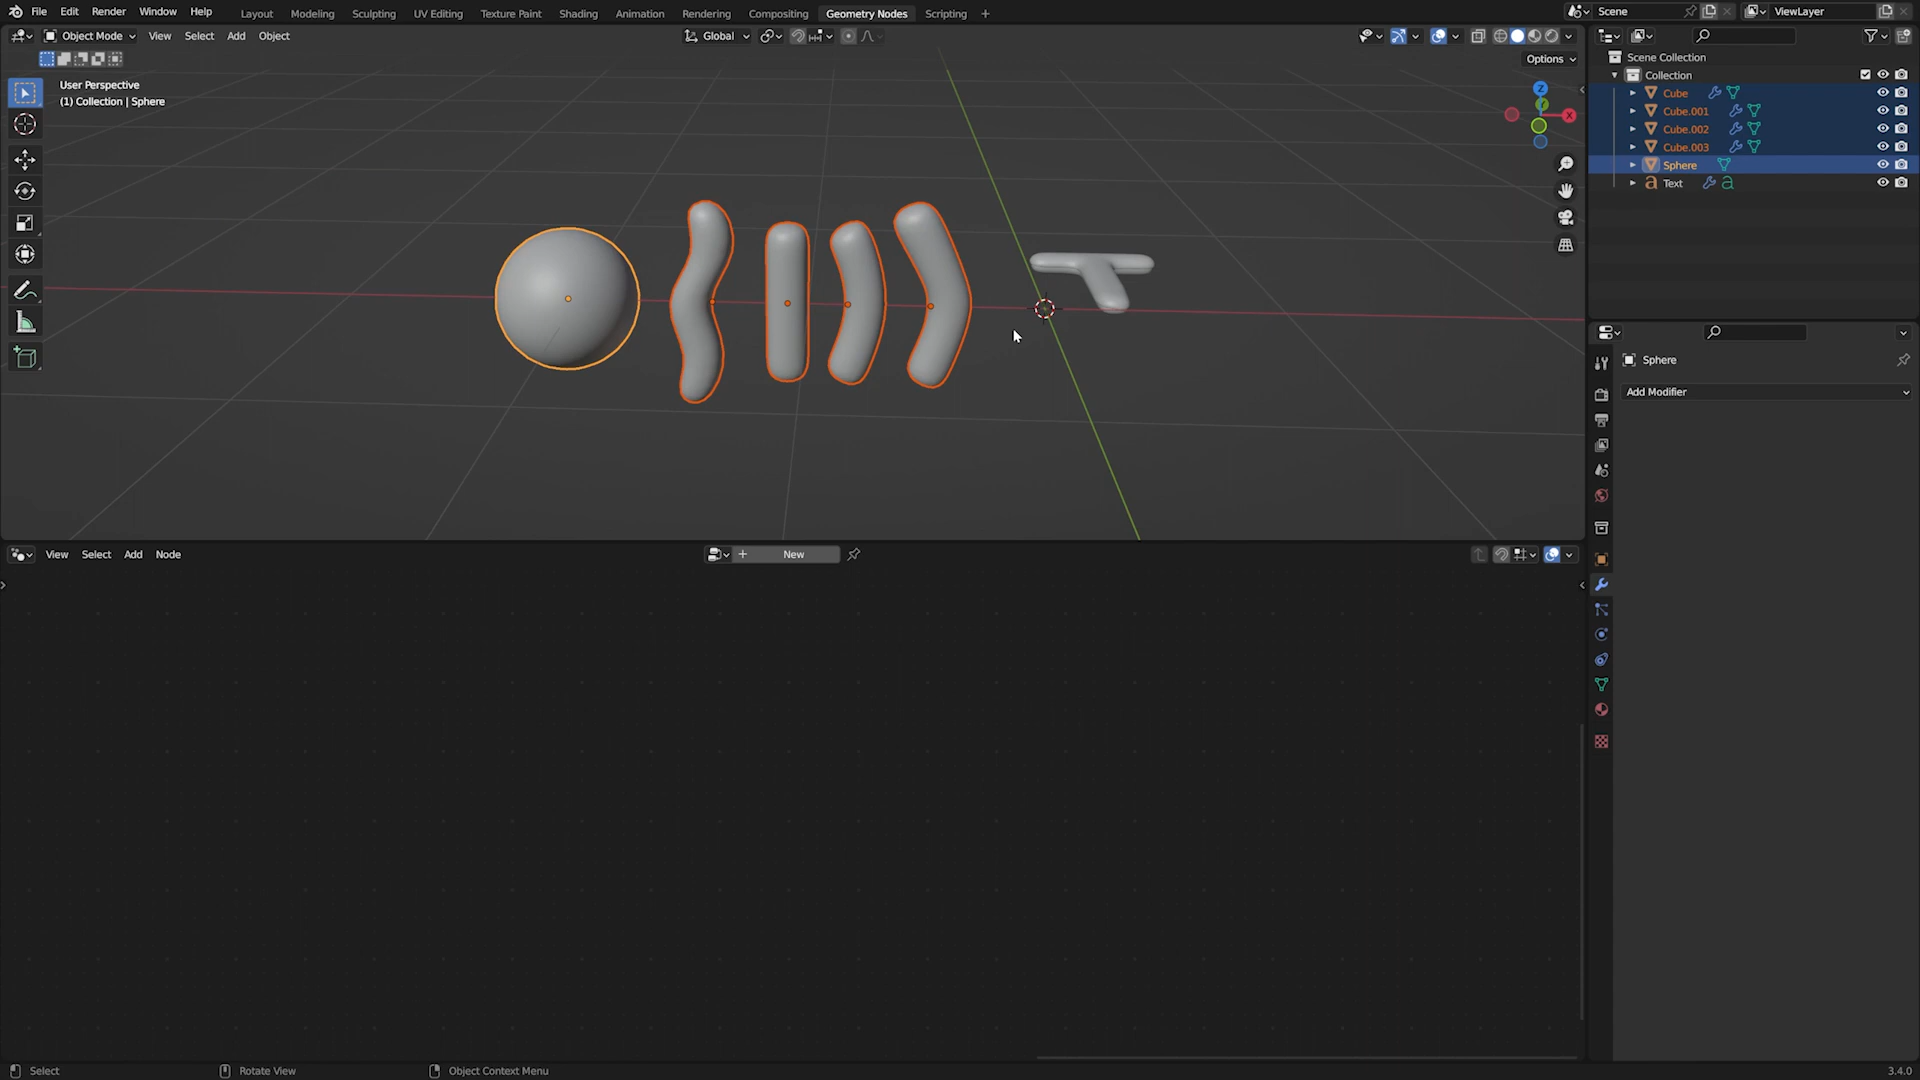 File Edit Render Window Help Layout Modeling Sculpting UV Editing Texture Paint Shading Animation Rendering Compositing Geometry Nodes Scripting + Scene ViewLayer
Object Mode View Select Add Object Global
Options
User Perspective
(1) Collection | Sphere
Z
X
Scene Collection
Collection
Cube
Cube.001
Cube.002
Cube.003
Sphere
Text
Sphere
Add Modifier
View Select Add Node + New
Select Rotate View Object Context Menu 3.4.0